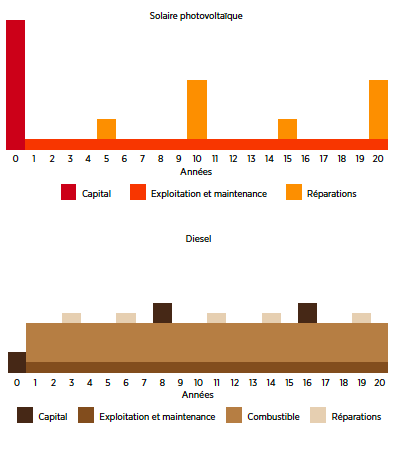 Solaire photovoltaïque
0 1 2 3 4 5 6 7 8 9 10 11 12 13 14 15 16 17 18 19 20
Années
Capital Exploitation et maintenance Réparations
Diesel
0 1 2 3 4 5 6 7 8 9 10 11 12 13 14 15 16 17 18 19 20
Années
Capital Exploitation et maintenance Combustible Réparations